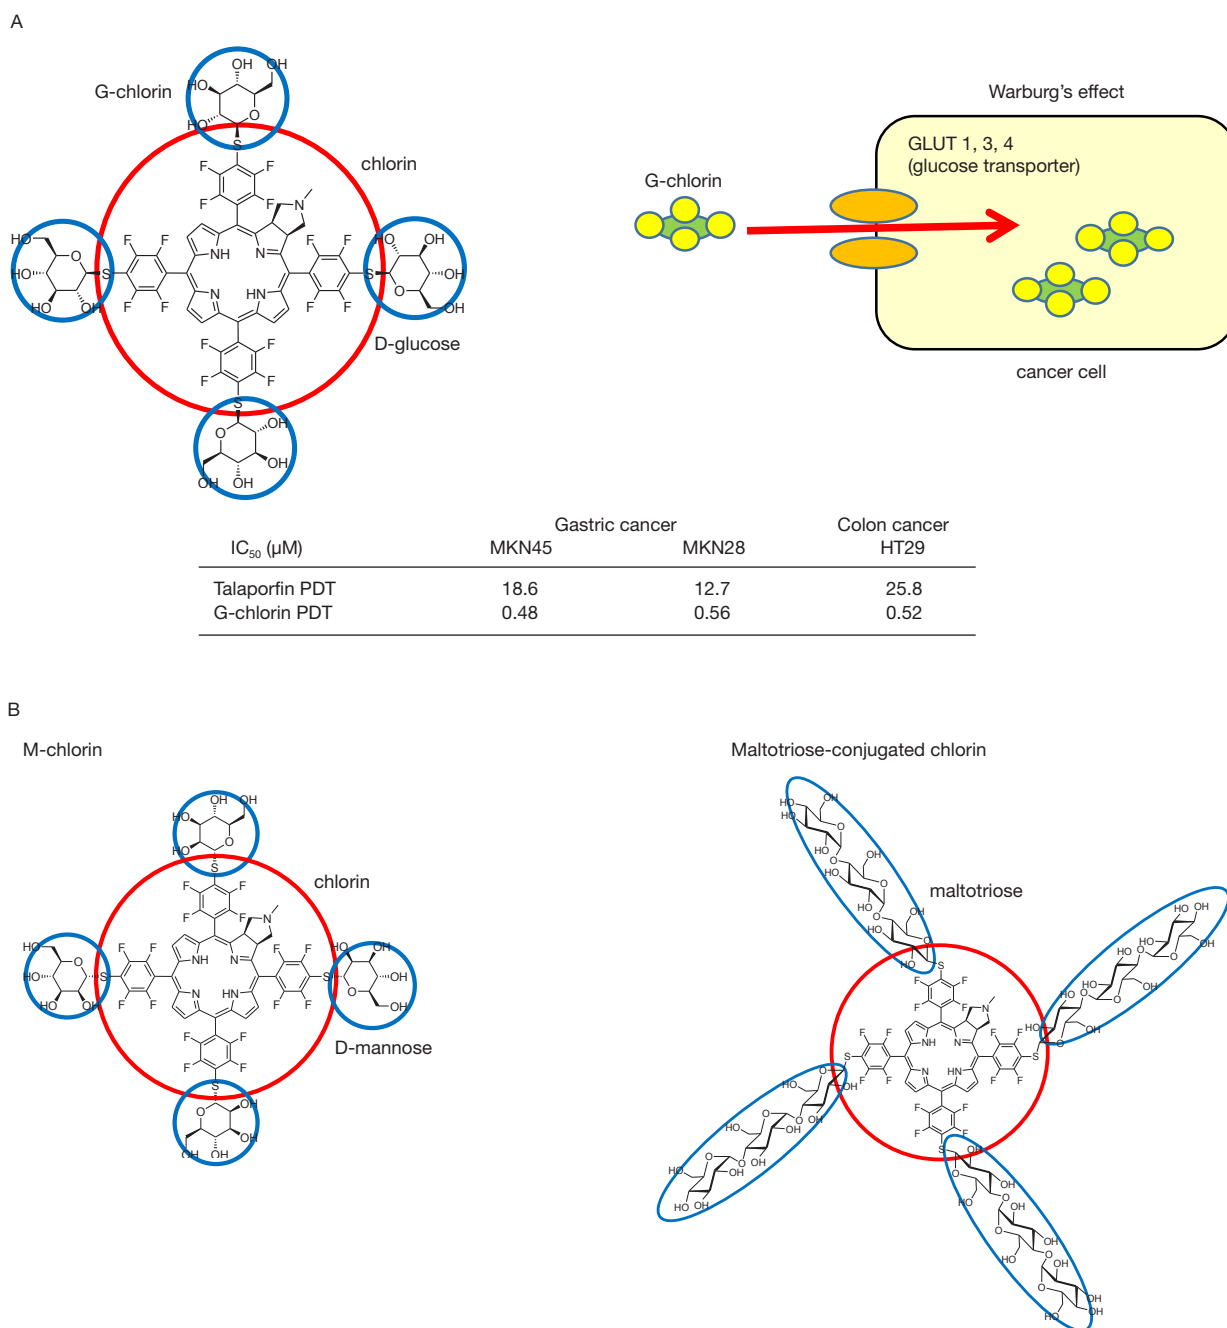 A
G-chlorin
chlorin
D-glucose
Warburg's effect
GLUT 1, 3, 4
(glucose transporter)
G-chlorin
cancer cell
Gastric cancer Colon cancer
IC50 (µM) MKN45 MKN28 HT29
Talaporfin PDT 18.6 12.7 25.8
G-chlorin PDT 0.48 0.56 0.52
B
M-chlorin
chlorin
D-mannose
Maltotriose-conjugated chlorin
maltotriose